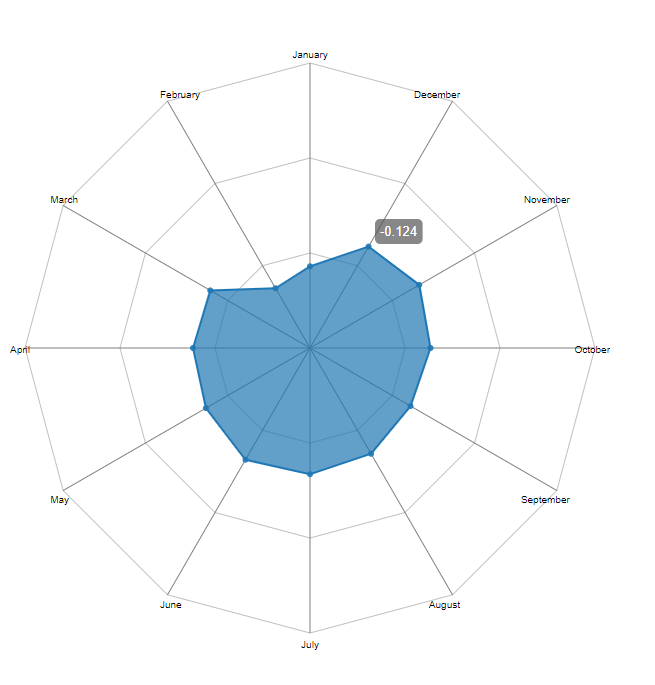 January
February
December
March
November
-0.124
April
October
May
September
June
August
July